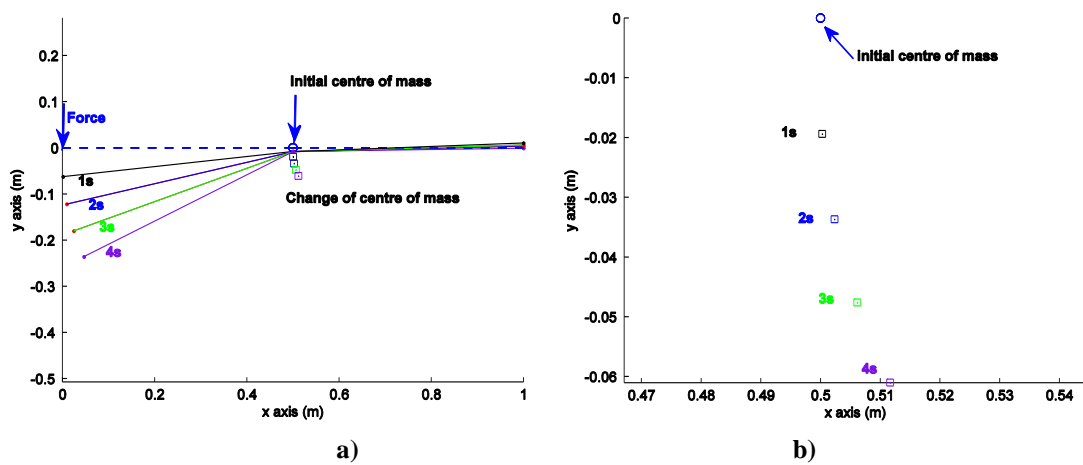 0.2
0.1
0
-0.1
-0.2
-0.3
-0.4
-0.5
y axis (m)
Force
Initial centre of mass
1s
2s
3s
4s
Change of centre of mass
0
0.2
0.4
0.6
0.8
1
x axis (m)
a)
0
-0.01
-0.02
-0.03
-0.04
-0.05
-0.06
y axis (m)
initial centre of mass
1s
2s
3s
4s
0.47
0.48
0.49
0.5
0.51
0.52
0.53
0.54
x axis (m)
b)